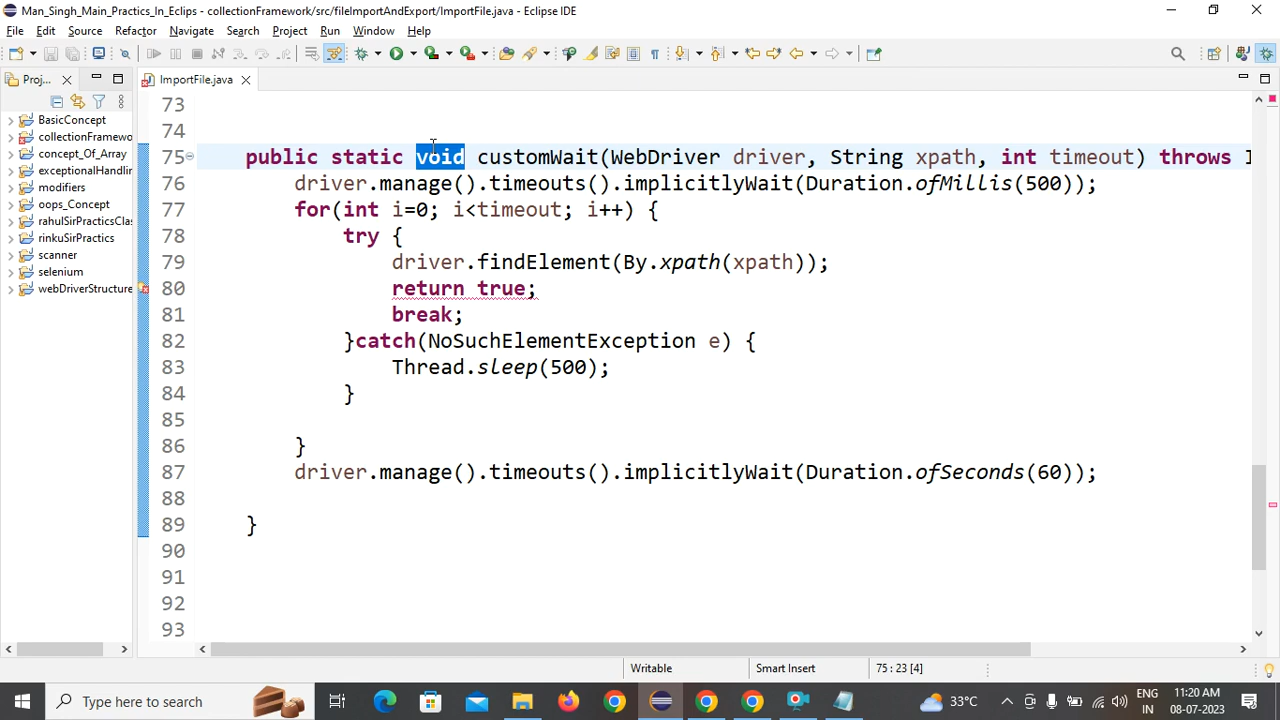 Man_Singh_Main_Practics_In_Eclips - collectionFramework/src/fileImportAndExport/ImportFile.java - Eclipse IDE
File Edit Source Refactor Navigate Search Project Run Window Help
Proj...
ImportFile.java
BasicConcept
collectionFramewo
concept_Of_Array
exceptionalHandlir
modifiers
oops_Concept
rahulSirPracticsClas
rinkuSirPractics
scanner
selenium
webDriverStructure
73
74
75 public static void customWait(WebDriver driver, String xpath, int timeout) throws I
76 driver.manage().timeouts().implicitlyWait(Duration.ofMillis(500));
77 for(int i=0; i<timeout; i++) {
78 try {
79 driver.findElement(By.xpath(xpath));
80 return true;
81 break;
82 }catch(NoSuchElementException e) {
83 Thread.sleep(500);
84 }
85
86 }
87 driver.manage().timeouts().implicitlyWait(Duration.ofSeconds(60));
88
89 }
90
91
92
93
Writable Smart Insert 75 : 23 [4]
Type here to search
33°C
ENG
IN
11:20 AM
08-07-2023